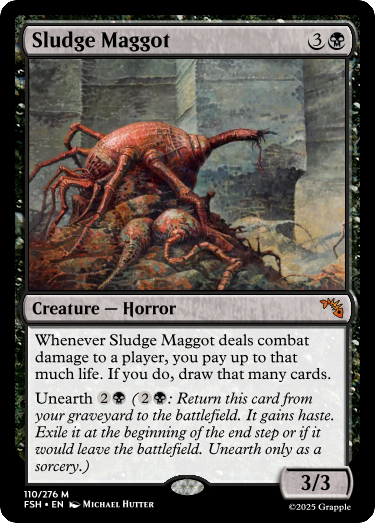 Sludge Maggot 3
Creature — Horror
Whenever Sludge Maggot deals combat
damage to a player, you pay up to that
much life. If you do, draw that many cards.
Unearth 2 (2: Return this card from
your graveyard to the battlefield. It gains haste.
Exile it at the beginning of the end step or if it
would leave the battlefield. Unearth only as a
sorcery.)
3/3
110/276 M
FSH • EN Michael Hutter
©2025 Grapple